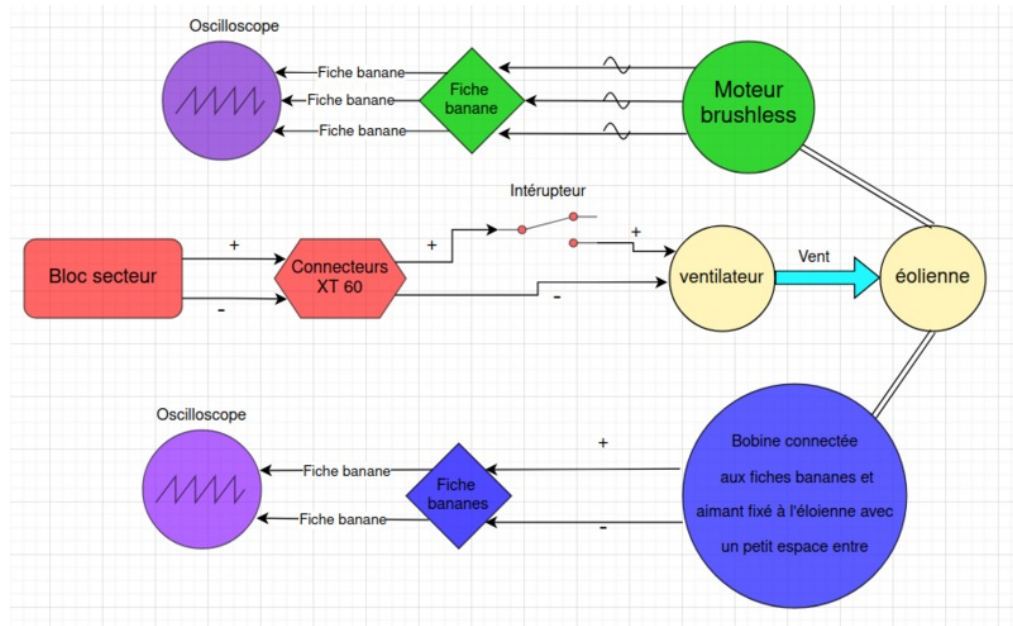 Oscilloscope
Fiche banane
Fiche banane
Fiche banane
Fiche
banane
Moteur
brushless
Intérupteur
Bloc secteur
+
-
Connecteurs
XT 60
+
-
+
ventilateur
Vent
éolienne
Oscilloscope
Fiche banane
Fiche banane
Fiche
bananes
+
-
Bobine connectée
aux fiches bananes et
aimant fixé à l'éloienne avec
un petit espace entre